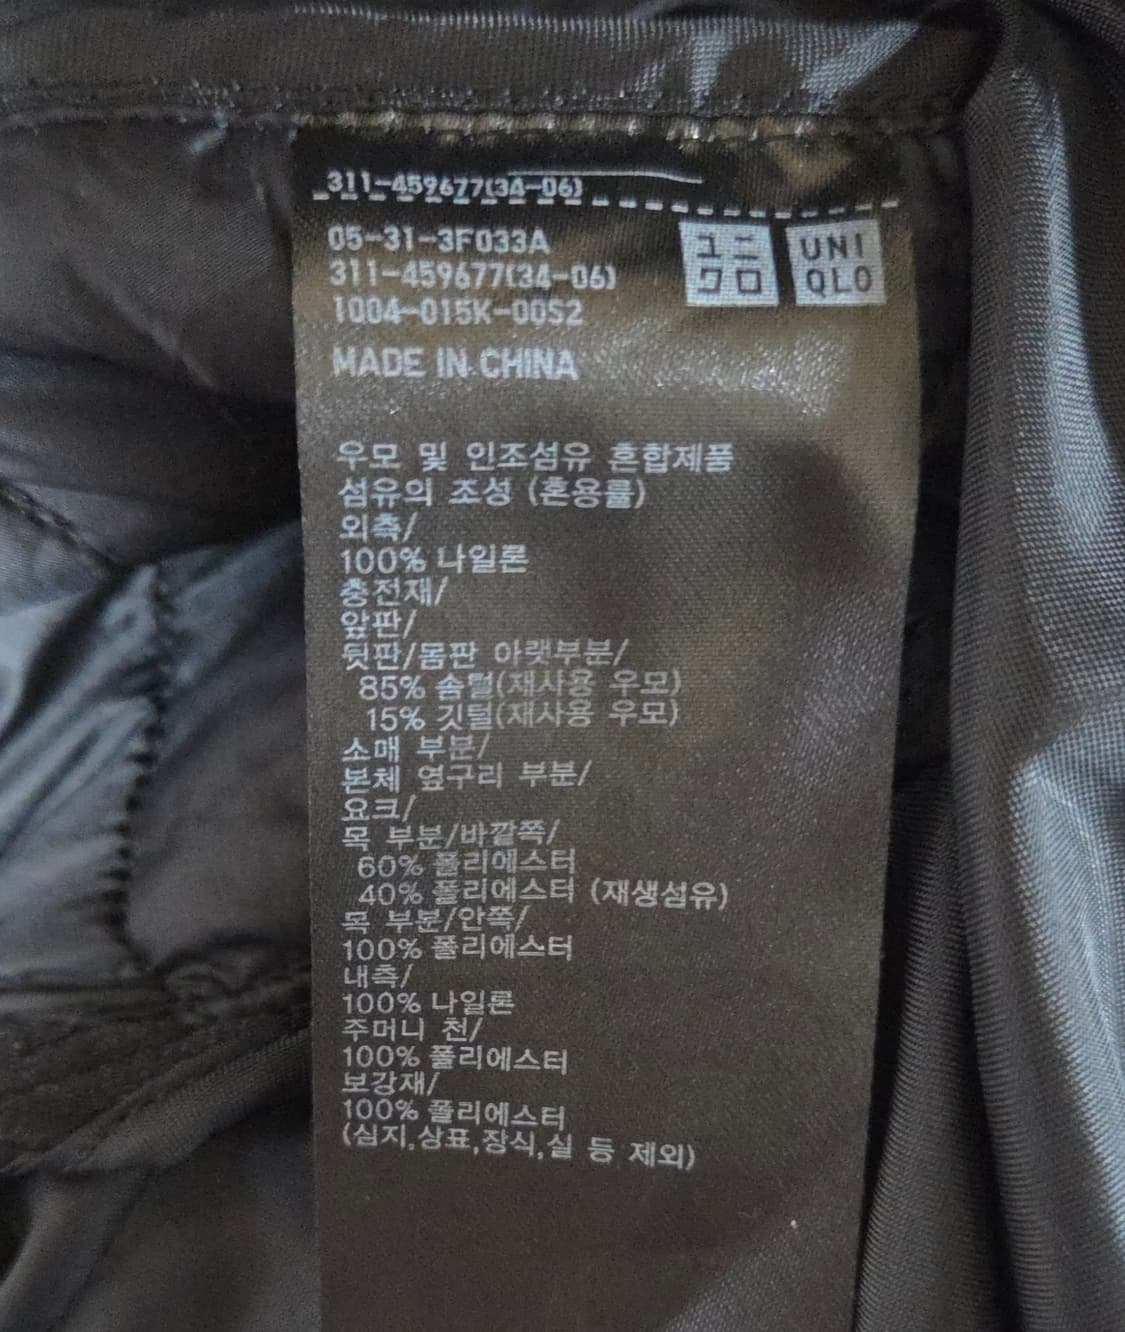 311-459677(34-06)
05-31-3F033A
311-459677(34-06)
1004-015K-00S2
ユニ
クロ
UNI
QLO
MADE IN CHINA
우모 및 인조섬유 혼합제품
섬유의 조성 (혼용률)
외측/
100% 나일론
충전재/
앞판/
뒷판/몸판 아랫부분/
85% 솜털(재사용 우모)
15% 깃털(재사용 우모)
소매 부분/
본체 옆구리 부분/
요크/
목 부분/바깥쪽/
60% 폴리에스터
40% 폴리에스터 (재생섬유)
목 부분/안쪽/
100% 폴리에스터
내측/
100% 나일론
주머니 천/
100% 폴리에스터
보강재/
100% 폴리에스터
(심지,상표,장식,실 등 제외)